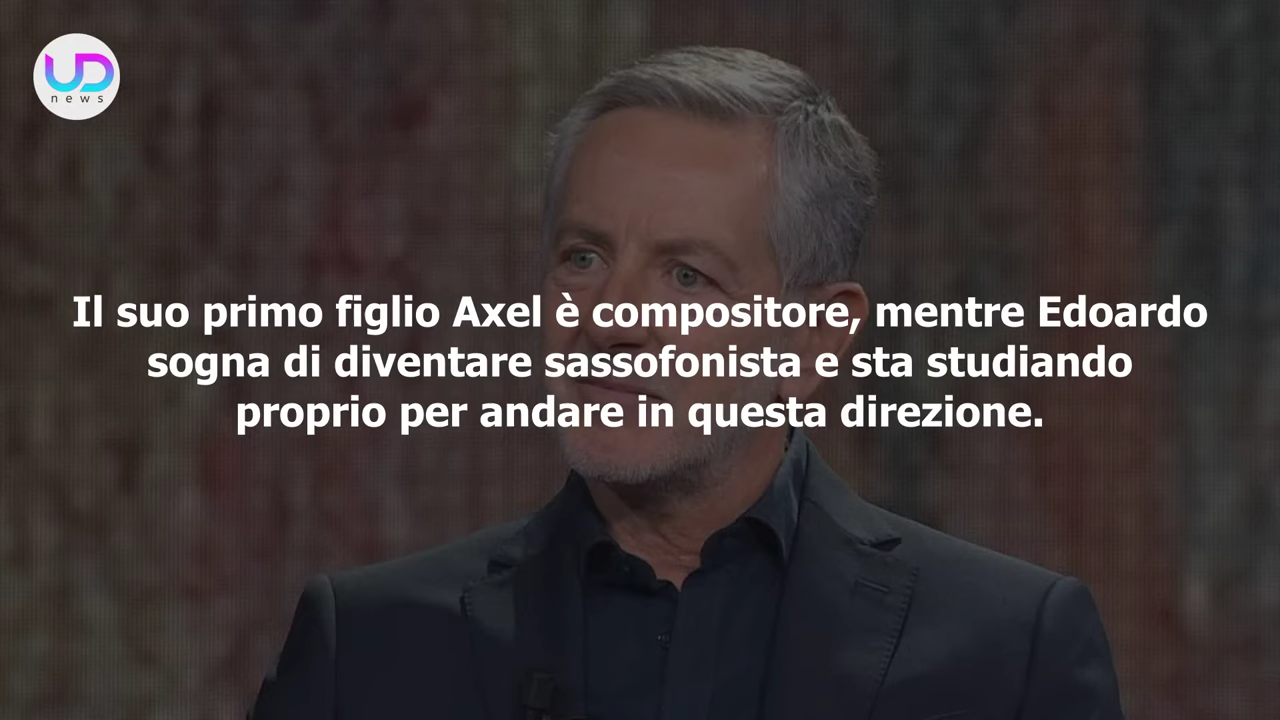 UD
news
Il suo primo figlio Axel è compositore, mentre Edoardo
sogna di diventare sassofonista e sta studiando
proprio per andare in questa direzione.